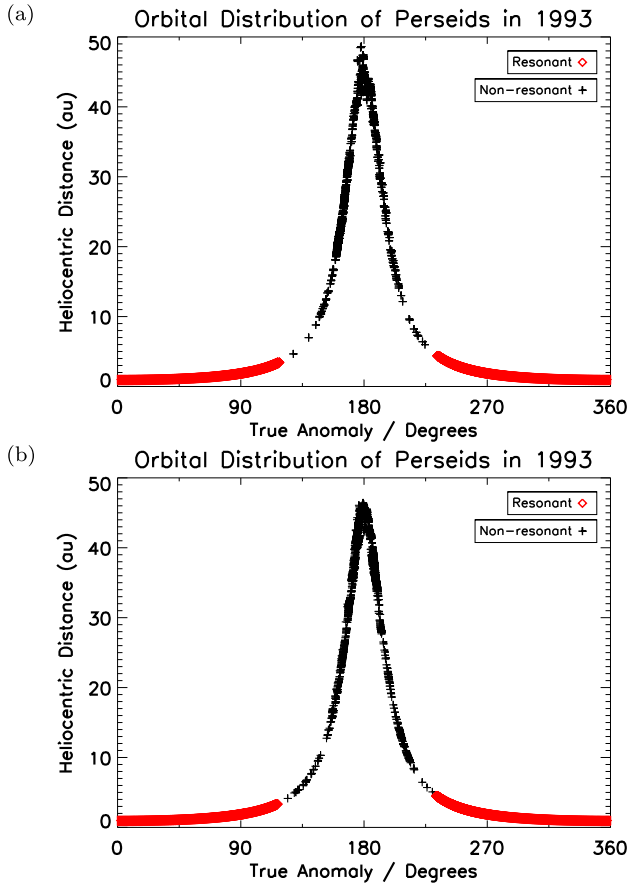 (a)
Orbital Distribution of Perseids in 1993
50
40
30
20
10
0
Heliocentric Distance (au)
Resonant
Non-resonant
0 90 180 270 360
True Anomaly / Degrees
(b)
Orbital Distribution of Perseids in 1993
50
40
30
20
10
0
Heliocentric Distance (au)
Resonant
Non-resonant
0 90 180 270 360
True Anomaly / Degrees